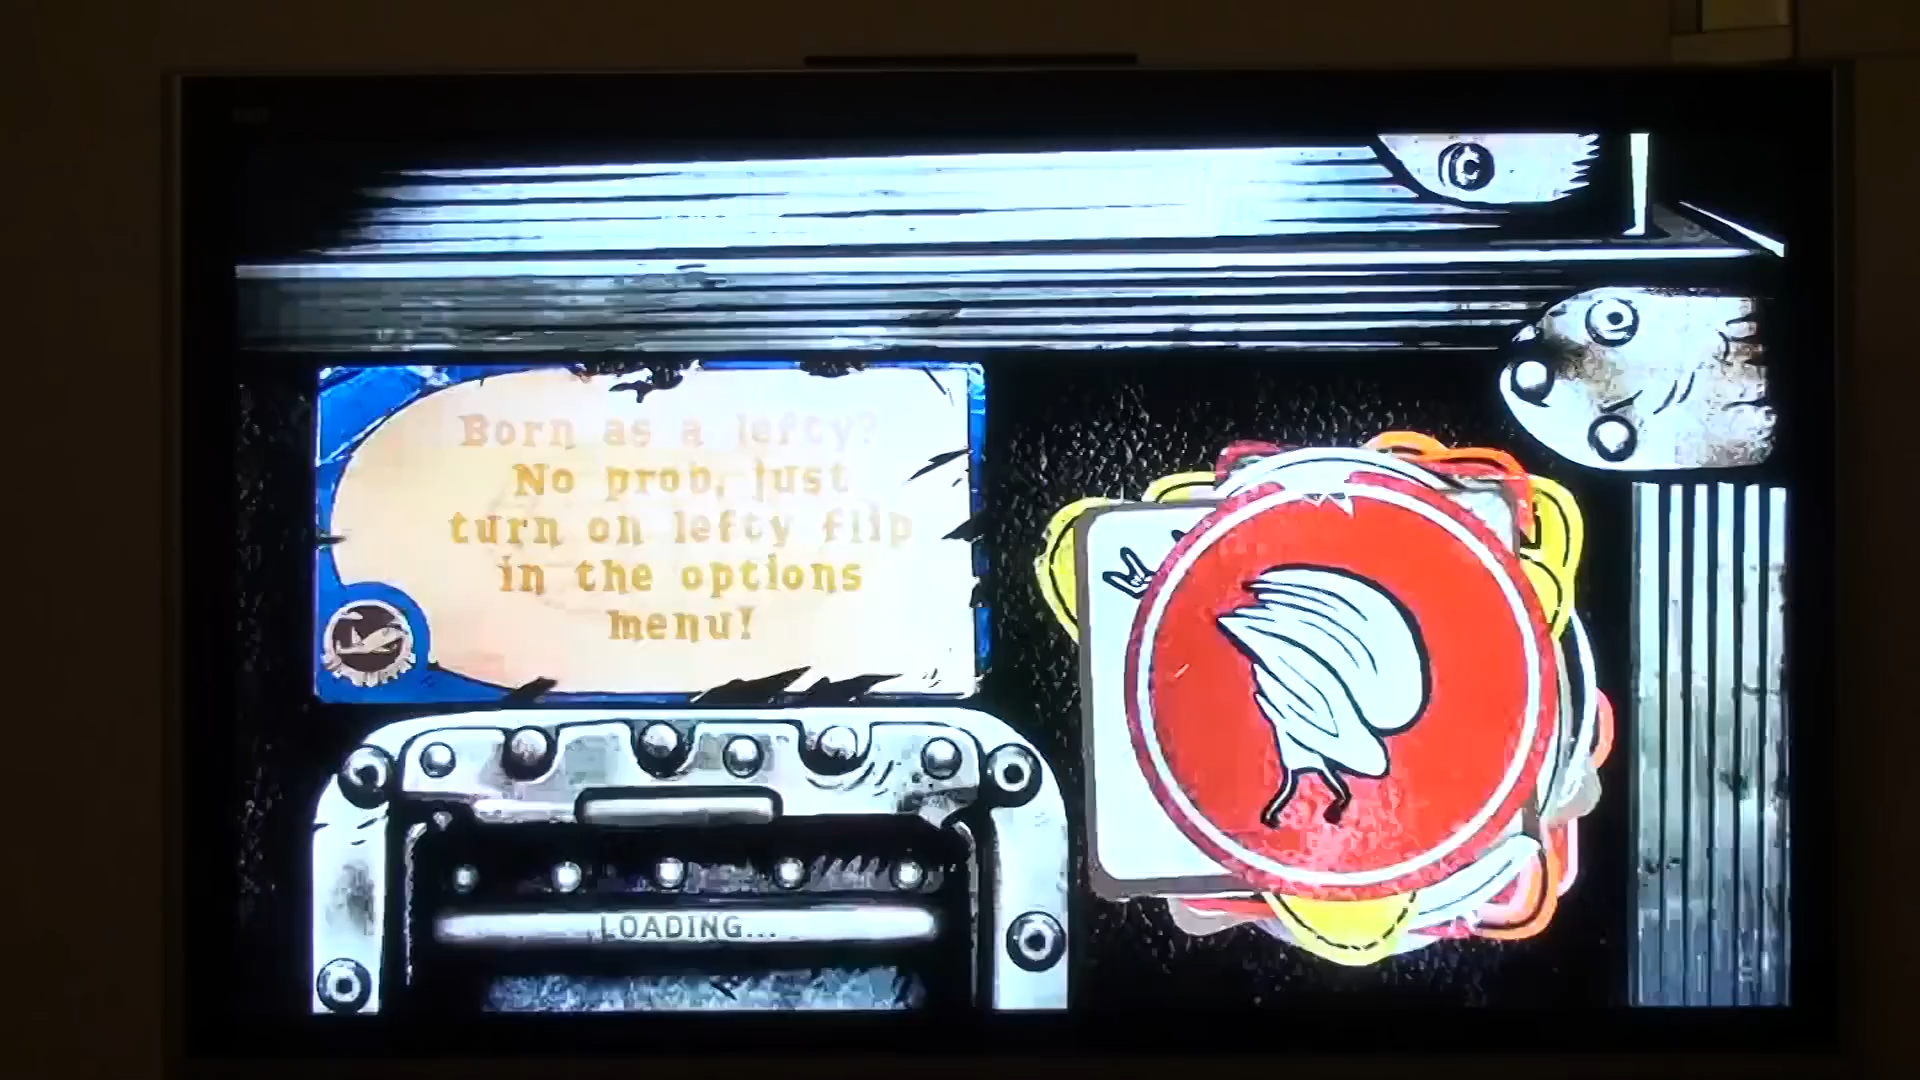 ©
Born as a lefty?
No prob, just
turn on lefty flip
in the options
menu!
LOADING...